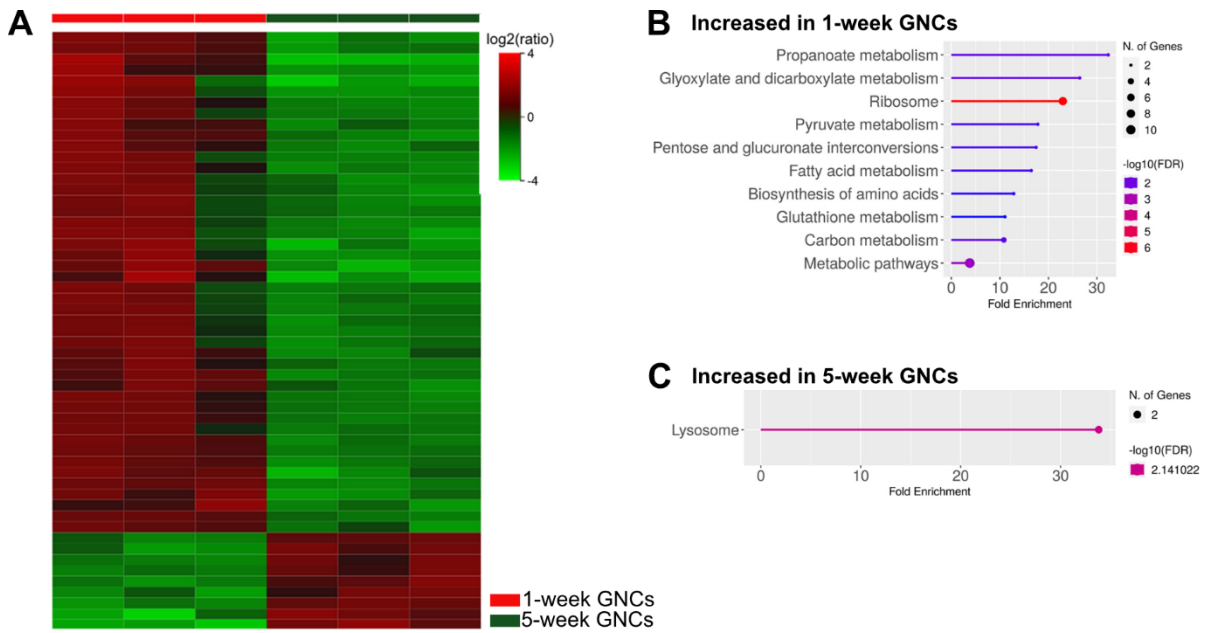 A
log2(ratio)
4
0
-4
1-week GNCs
5-week GNCs
B Increased in 1-week GNCs
Propanoate metabolism
Glyoxylate and dicarboxylate metabolism
Ribosome
Pyruvate metabolism
Pentose and glucuronate interconversions
Fatty acid metabolism
Biosynthesis of amino acids
Glutathione metabolism
Carbon metabolism
Metabolic pathways
0 10 20 30
Fold Enrichment
N. of Genes
2
4
6
8
10
-log10(FDR)
2
3
4
5
6
C Increased in 5-week GNCs
Lysosome
0 10 20 30
Fold Enrichment
N. of Genes
2
-log10(FDR)
2.141022